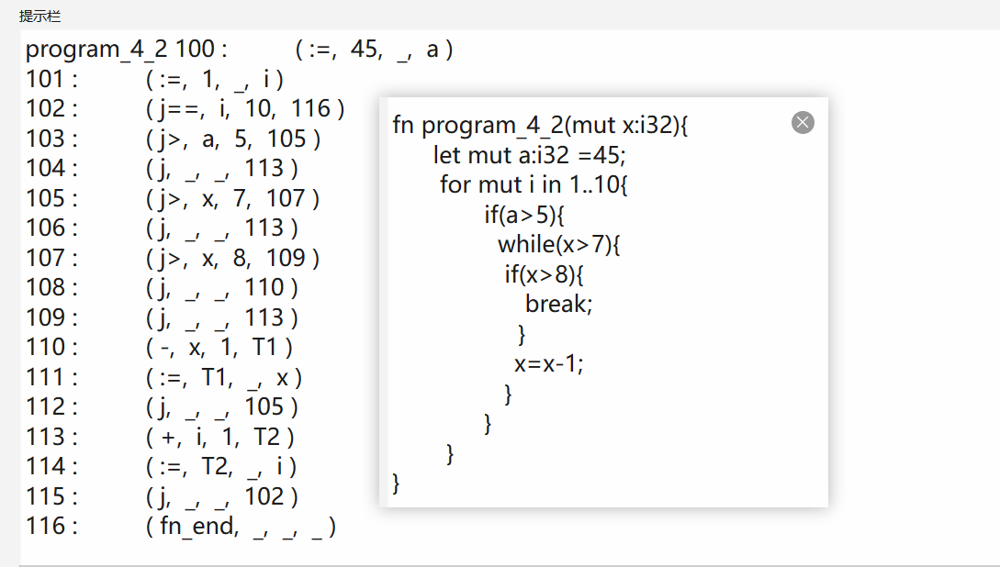 提示栏
program_4_2 100 : ( :=, 45, _, a )
101 : ( :=, 1, _, i )
102 : ( j==, i, 10, 116 )
103 : ( j>, a, 5, 105 )
104 : ( j, _, _, 113 )
105 : ( j>, x, 7, 107 )
106 : ( j, _, _, 113 )
107 : ( j>, x, 8, 109 )
108 : ( j, _, _, 110 )
109 : ( j, _, _, 113 )
110 : ( -, x, 1, T1 )
111 : ( :=, T1, _, x )
112 : ( j, _, _, 105 )
113 : ( +, i, 1, T2 )
114 : ( :=, T2, _, i )
115 : ( j, _, _, 102 )
116 : ( fn_end, _, _, _ )
fn program_4_2(mut x:i32){
let mut a:i32 =45;
for mut i in 1..10{
if(a>5){
while(x>7){
if(x>8){
break;
}
x=x-1;
}
}
}
}